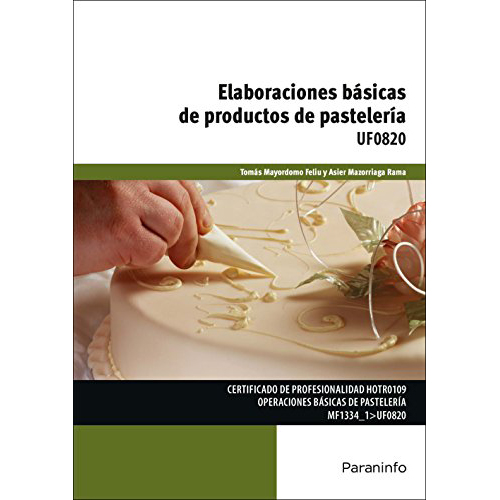 Elaboraciones básicas
de productos de pastelería
UF0820
Tomás Mayordomo Feliu y Asier Mazorriaga Rama
CERTIFICADO DE PROFESIONALIDAD HOTR0109
OPERACIONES BÁSICAS DE PASTELERÍA
MF1334_1>UF0820
Paraninfo